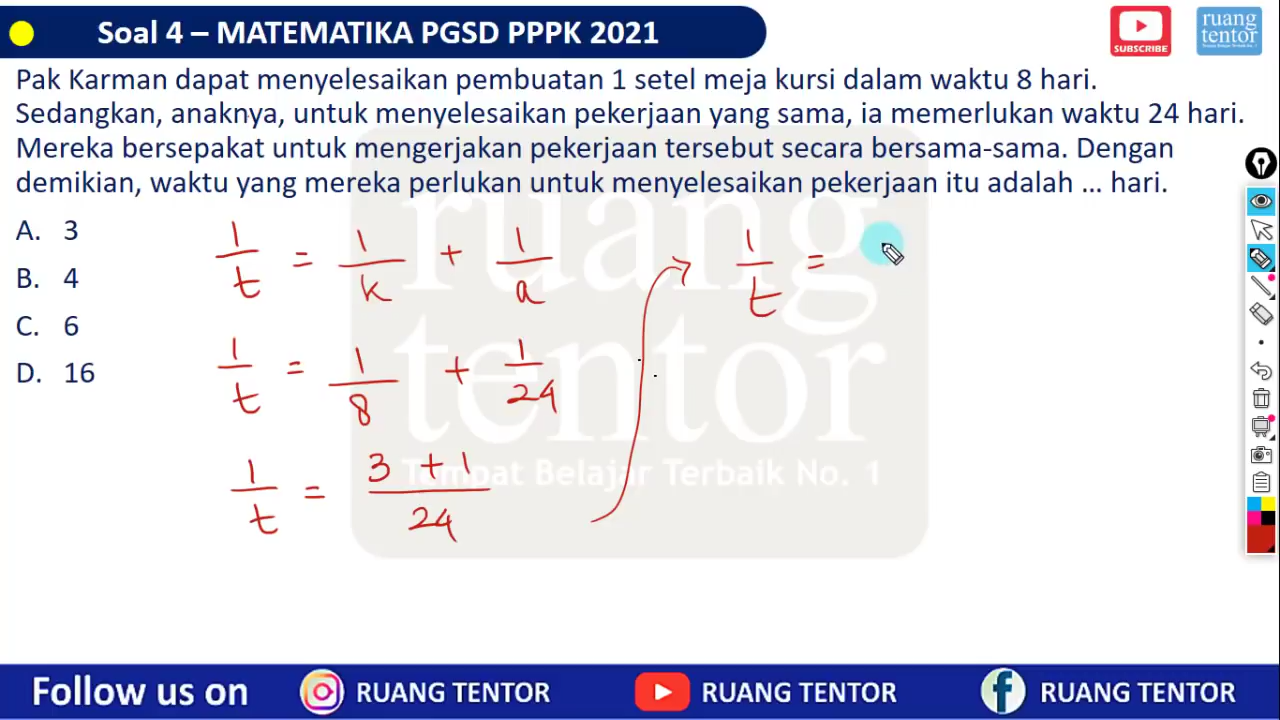 Soal 4 – MATEMATIKA PGSD PPPK 2021
SUBSCRIBE
ruang
tentor
Pak Karman dapat menyelesaikan pembuatan 1 setel meja kursi dalam waktu 8 hari.
Sedangkan, anaknya, untuk menyelesaikan pekerjaan yang sama, ia memerlukan waktu 24 hari.
Mereka bersepakat untuk mengerjakan pekerjaan tersebut secara bersama-sama. Dengan
demikian, waktu yang mereka perlukan untuk menyelesaikan pekerjaan itu adalah ... hari.
A. 3
B. 4
C. 6
D. 16
1/t = 1/k + 1/a
1/t = 1/8 + 1/24
1/t = 3 + 1/24
1/t =
ruang
tentor
Tempat Belajar Terbaik No. 1
Follow us on RUANG TENTOR RUANG TENTOR RUANG TENTOR